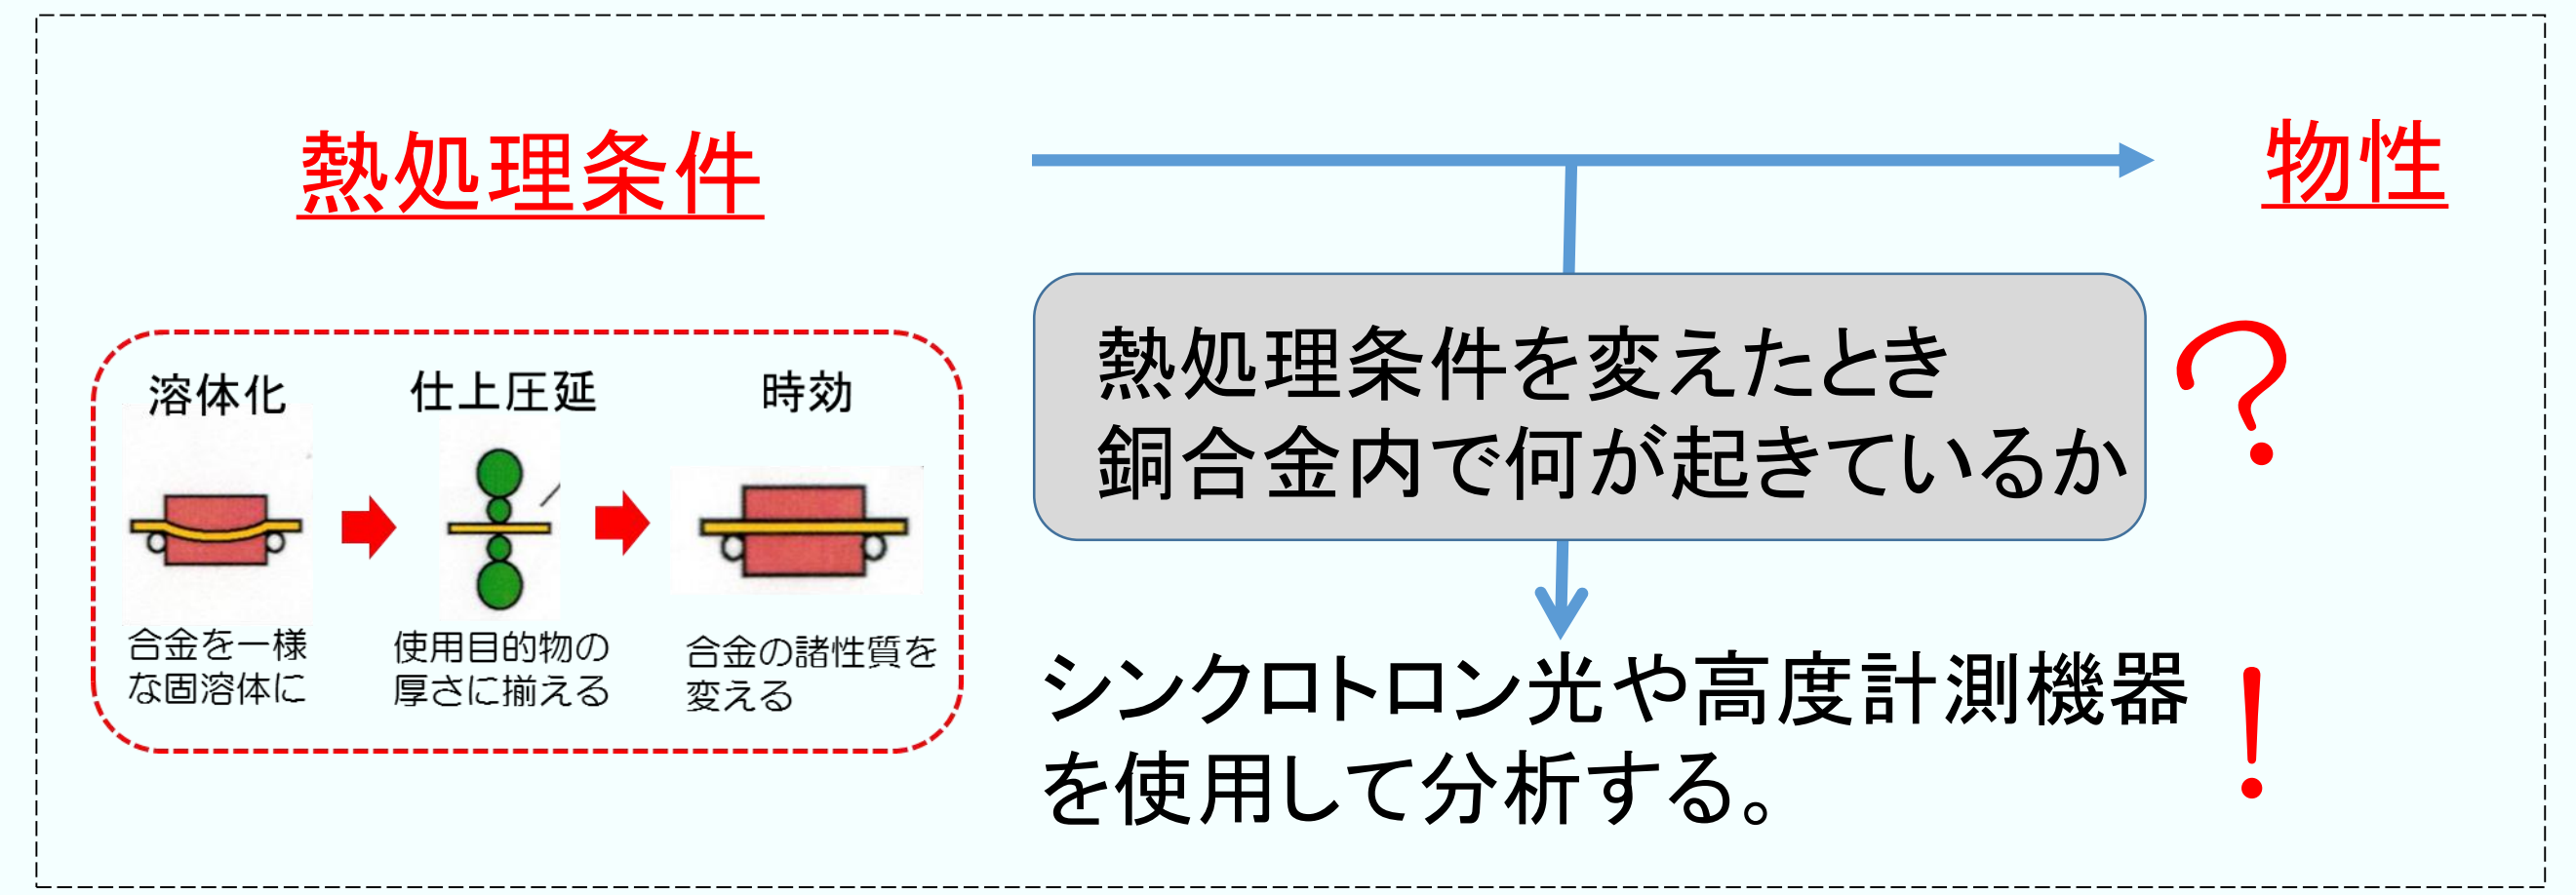 熱処理条件
物性
溶体化
仕上圧延
時効
合金を一様
な固溶体に
使用目的物の
厚さに揃える
合金の諸性質を
変える
熱処理条件を変えたとき
銅合金内で何が起きているか
?
シンクロトロン光や高度計測機器
を使用して分析する。
!